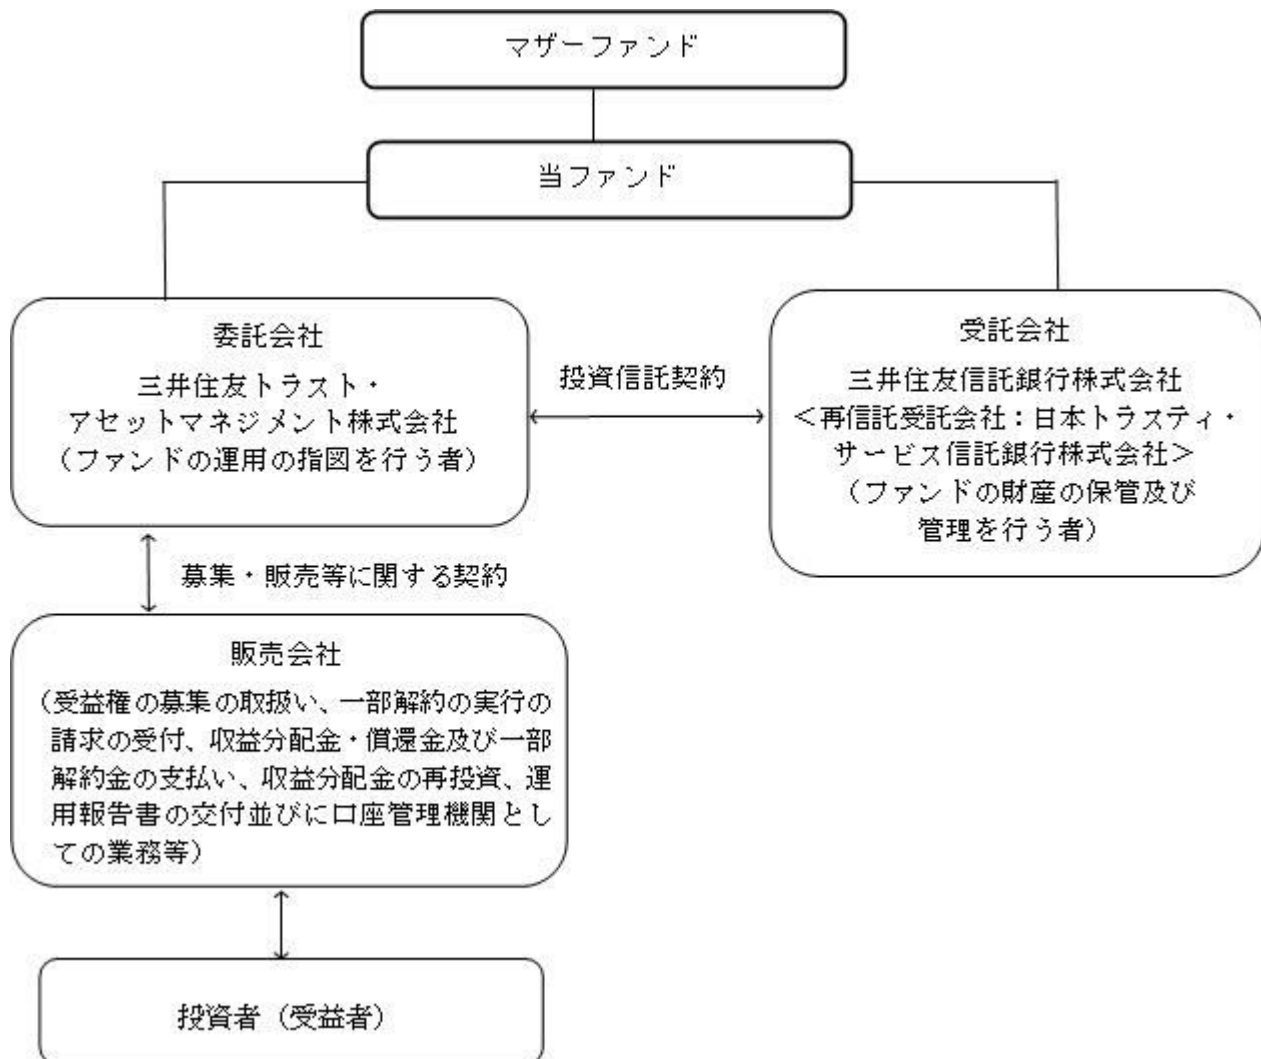 マザーファンド
当ファンド
委託会社
三井住友トラスト・
アセットマネジメント株式会社
（ファンドの運用の指図を行う者）
投資信託契約
受託会社
三井住友信託銀行株式会社
＜再信託受託会社：日本トラスティ・
サービス信託銀行株式会社＞
（ファンドの財産の保管及び
管理を行う者）
募集・販売等に関する契約
販売会社
（受益権の募集の取扱い、一部解約の実行の
請求の受付、収益分配金・償還金及び一部
解約金の支払い、収益分配金の再投資、運
用報告書の交付並びに口座管理機関とし
ての業務等）
投資者（受益者）